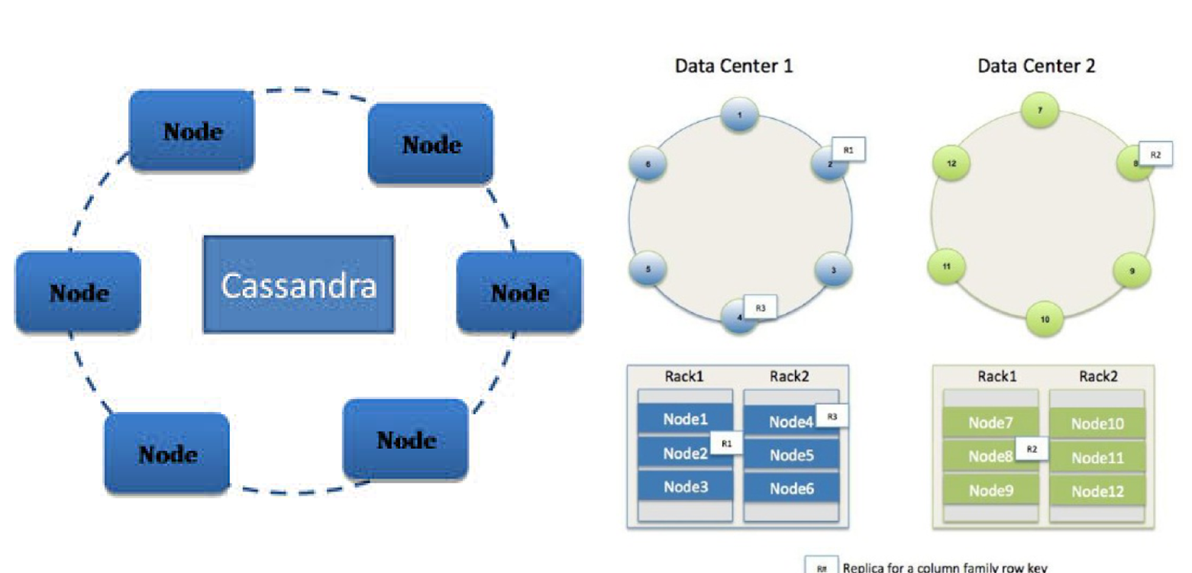 Node
Node
Node
Cassandra
Node
Node
Node
Data Center 1
1
2
R1
3
4
R3
5
6
Rack1
Rack2
Node1
Node2
R1
Node3
Node4
R3
Node5
Node6
Data Center 2
7
8
R2
9
10
11
12
Rack1
Rack2
Node7
Node8
R2
Node9
Node10
Node11
Node12
R# Replica for a column family row key